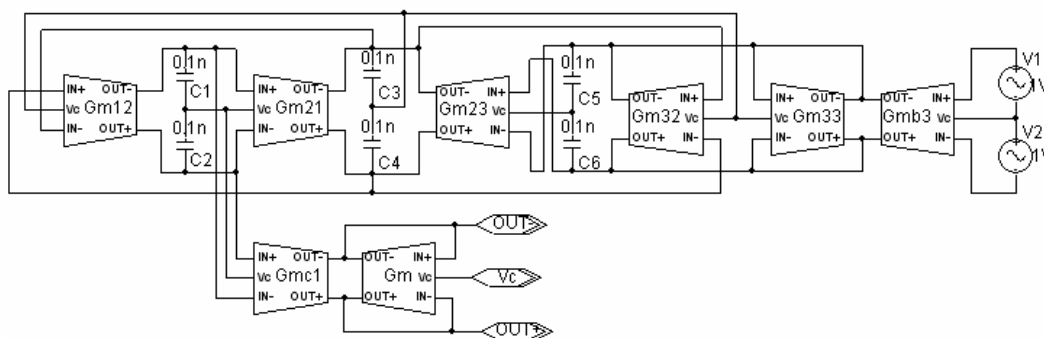 IN+ OUT-
Vc Gm12
IN- OUT+
0,1n
C1
0,1n
C2
IN+ OUT-
Vc Gm21
IN- OUT+
0,1n
C3
0,1n
C4
OUT- IN+
Gm23 Vc
OUT+ IN-
0,1n
C5
0,1n
C6
OUT- IN+
Gm32 Vc
OUT+ IN-
IN+ OUT-
Vc Gm33
IN- OUT+
OUT- IN+
Gmb3 Vc
OUT+ IN-
V1
1V
V2
1V
IN+ OUT-
Vc Gmc1
IN- OUT+
OUT- IN+
Gm Vc
OUT+ IN-
OUT-
Vc
OUT+